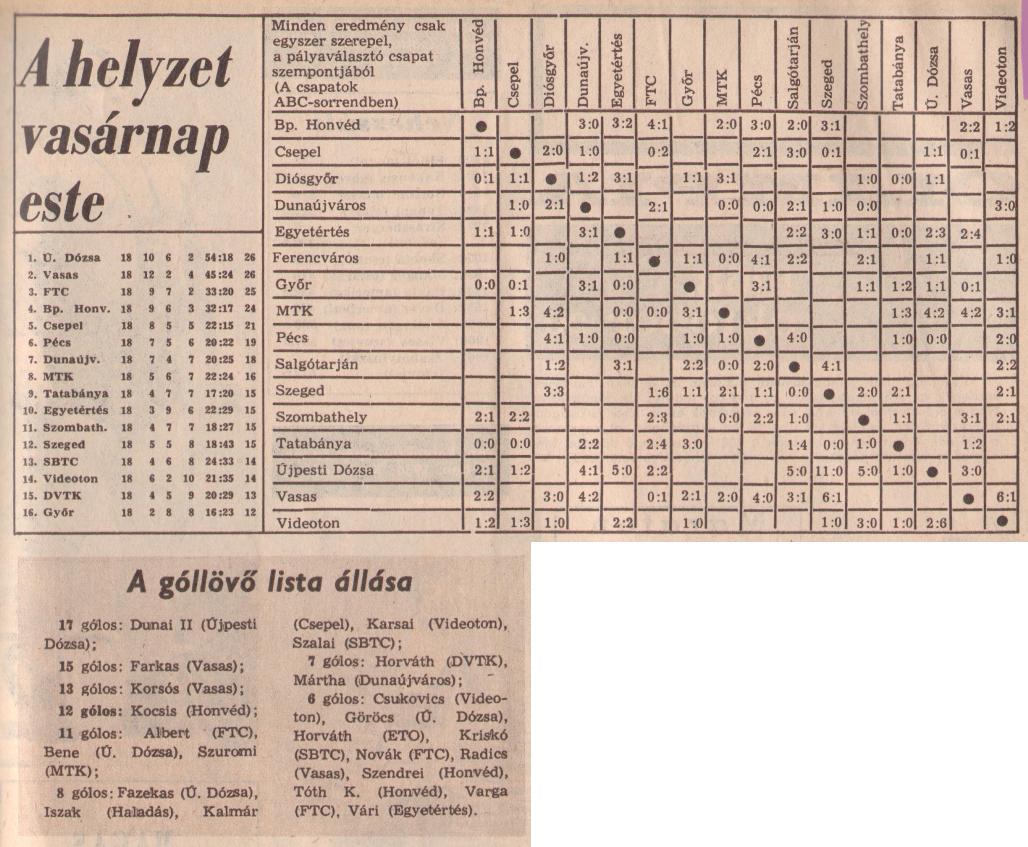 A helyzet
vasárnap
este
1. Ú. Dózsa 18 10 6 2 54:18 26
2. Vasas 18 12 2 4 45:24 26
3. FTC 18 9 7 2 33:20 25
4. Bp. Honv. 18 9 6 3 32:17 24
5. Csepel 18 8 5 5 22:15 21
6. Pécs 18 7 5 6 20:22 19
7. Dunaújv. 18 7 4 7 20:25 18
8. MTK 18 5 6 7 22:24 16
9. Tatabánya 18 4 7 7 17:20 15
10. Egyetértés 18 3 9 6 22:29 15
11. Szombath. 18 4 7 7 18:27 15
12. Szeged 18 5 5 8 18:43 15
13. SBTC 18 4 6 8 24:33 14
14. Videoton 18 6 2 10 21:35 14
15. DVTK 18 4 5 9 20:29 13
16. Győr 18 2 8 8 16:23 12
Minden eredmény csak
egyszer szerepel,
a pályaválasztó csapat
szempontjából
(A csapatok
ABC-sorrendben)
Bp. Honvéd Csepel Diósgyőr Dunaújv. Egyetértés FTC Győr MTK Pécs Salgótarján Szeged Szombathely Tatabánya Ú. Dózsa Vasas Videoton
Bp. Honvéd ● 3:0 3:2 4:1 2:0 3:0 2:0 3:1 2:2 1:2
Csepel 1:1 ● 2:0 1:0 0:2 2:1 3:0 0:1 1:1 0:1
Diósgyőr 0:1 1:1 ● 1:2 3:1 1:1 3:1 1:0 0:0 1:1
Dunaújváros 1:0 2:1 ● 2:1 0:0 0:0 2:1 1:0 0:0 3:0
Egyetértés 1:1 1:0 3:1 ● 2:2 3:0 1:1 0:0 2:3 2:4
Ferencváros 1:0 1:1 ● 1:1 0:0 4:1 2:2 2:1 1:1 1:0
Győr 0:0 0:1 3:1 0:0 ● 3:1 1:1 1:2 1:1 0:1
MTK 1:3 4:2 0:0 0:0 3:1 ● 1:3 4:2 4:2 3:1
Pécs 4:1 1:0 0:0 1:0 1:0 ● 4:0 1:0 0:0 2:0
Salgótarján 1:2 3:1 2:2 0:0 2:0 ● 4:1 2:2
Szeged 3:3 1:6 1:1 2:1 1:1 0:0 ● 2:0 2:1 2:1
Szombathely 2:1 2:2 2:3 0:0 2:2 1:0 ● 1:1 3:1 2:1
Tatabánya 0:0 0:0 2:2 2:4 3:0 1:4 0:0 1:0 ● 1:2
Újpesti Dózsa 2:1 1:2 4:1 5:0 2:2 5:0 11:0 5:0 1:0 ● 3:0
Vasas 2:2 3:0 4:2 0:1 2:1 2:0 4:0 3:1 6:1 ● 6:1
Videoton 1:2 1:3 1:0 2:2 1:0 1:0 3:0 1:0 2:6 ●
A góllövő lista állása
17 gólos: Dunai II (Újpesti
Dózsa);
15 gólos: Farkas (Vasas);
13 gólos: Korsós (Vasas);
12 gólos: Kocsis (Honvéd);
11 gólos: Albert (FTC),
Bene (Ú. Dózsa), Szuromi
(MTK);
8 gólos: Fazekas (Ú. Dózsa),
Iszak (Haladás), Kalmár
(Csepel), Karsai (Videoton),
Szalai (SBTC);
7 gólos: Horváth (DVTK),
Mártha (Dunaújváros);
6 gólos: Csukovics (Video-
ton), Göröcs (Ú. Dózsa),
Horváth (ETO), Kriskó
(SBTC), Novák (FTC), Radics
(Vasas), Szendrei (Honvéd),
Tóth K. (Honvéd), Varga
(FTC), Vári (Egyetértés).